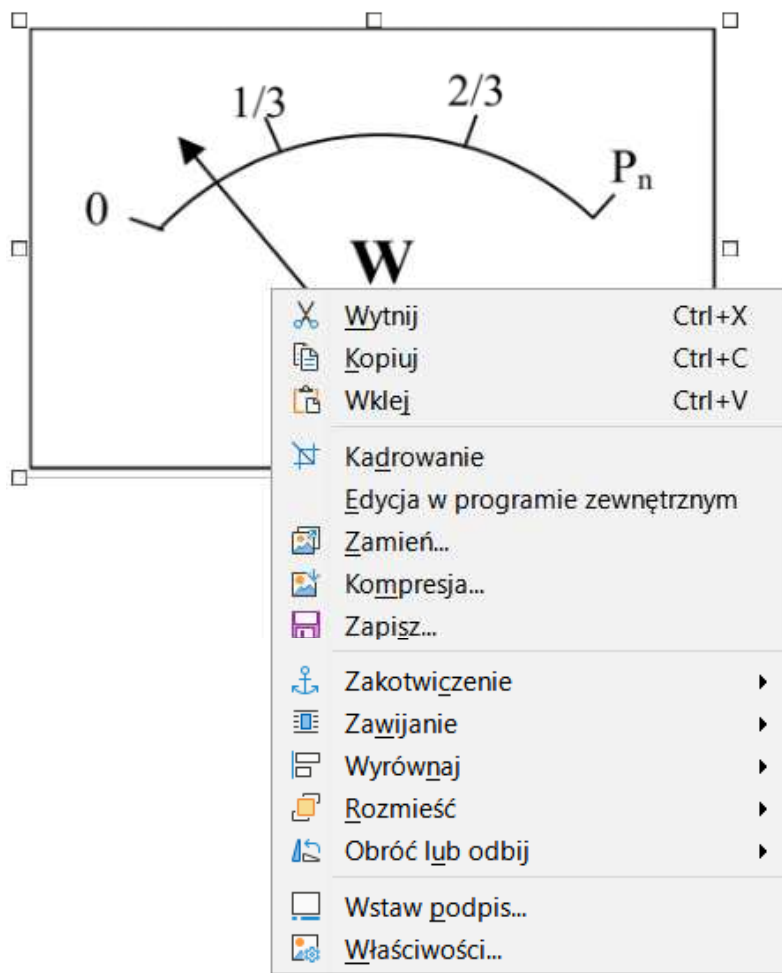 1/3 2/3
0 Pn
W
Wytnij Ctrl+X
Kopiuj Ctrl+C
Wklej Ctrl+V
Kadrowanie
Edycja w programie zewnętrznym
Zamień...
Kompresja...
Zapisz...
Zakotwiczenie
Zawijanie
Wyrównaj
Rozmieść
Obróć lub odbij
Wstaw podpis...
Właściwości...